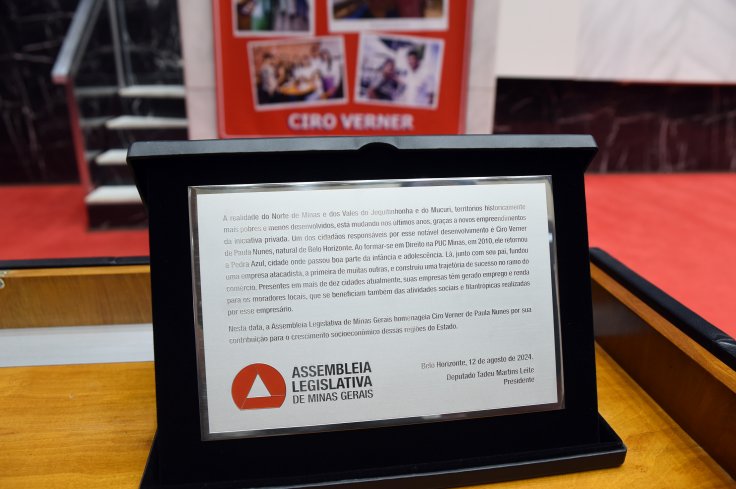 CIRO VERNER
A realidade do Norte de Minas e dos Vales do Jequitinhonha e do Mucuri, territórios historicamente
mais pobres e menos desenvolvidos, está mudando nos últimos anos, graças a novos empreendimentos
da iniciativa privada. Um dos cidadãos responsáveis por esse notável desenvolvimento é Ciro Verner
de Paula Nunes, natural de Belo Horizonte. Ao formar-se em Direito na PUC Minas, em 2010, ele retornou
a Pedra Azul, cidade onde passou boa parte da infância e adolescência. Lá, junto com seu pai, fundou
uma empresa atacadista, a primeira de muitas outras, e construiu uma trajetória de sucesso no ramo do
comércio. Presentes em mais de dez cidades atualmente, suas empresas têm gerado emprego e renda
para os moradores locais, que se beneficiam também das atividades sociais e filantrópicas realizadas
por esse empresário.
Nesta data, a Assembleia Legislativa de Minas Gerais homenageia Ciro Verner de Paula Nunes por sua
contribuição para o crescimento socioeconômico dessas regiões do Estado.
Belo Horizonte, 12 de agosto de 2024.
Deputado Tadeu Martins Leite
Presidente
ASSEMBLEIA
LEGISLATIVA
DE MINAS GERAIS